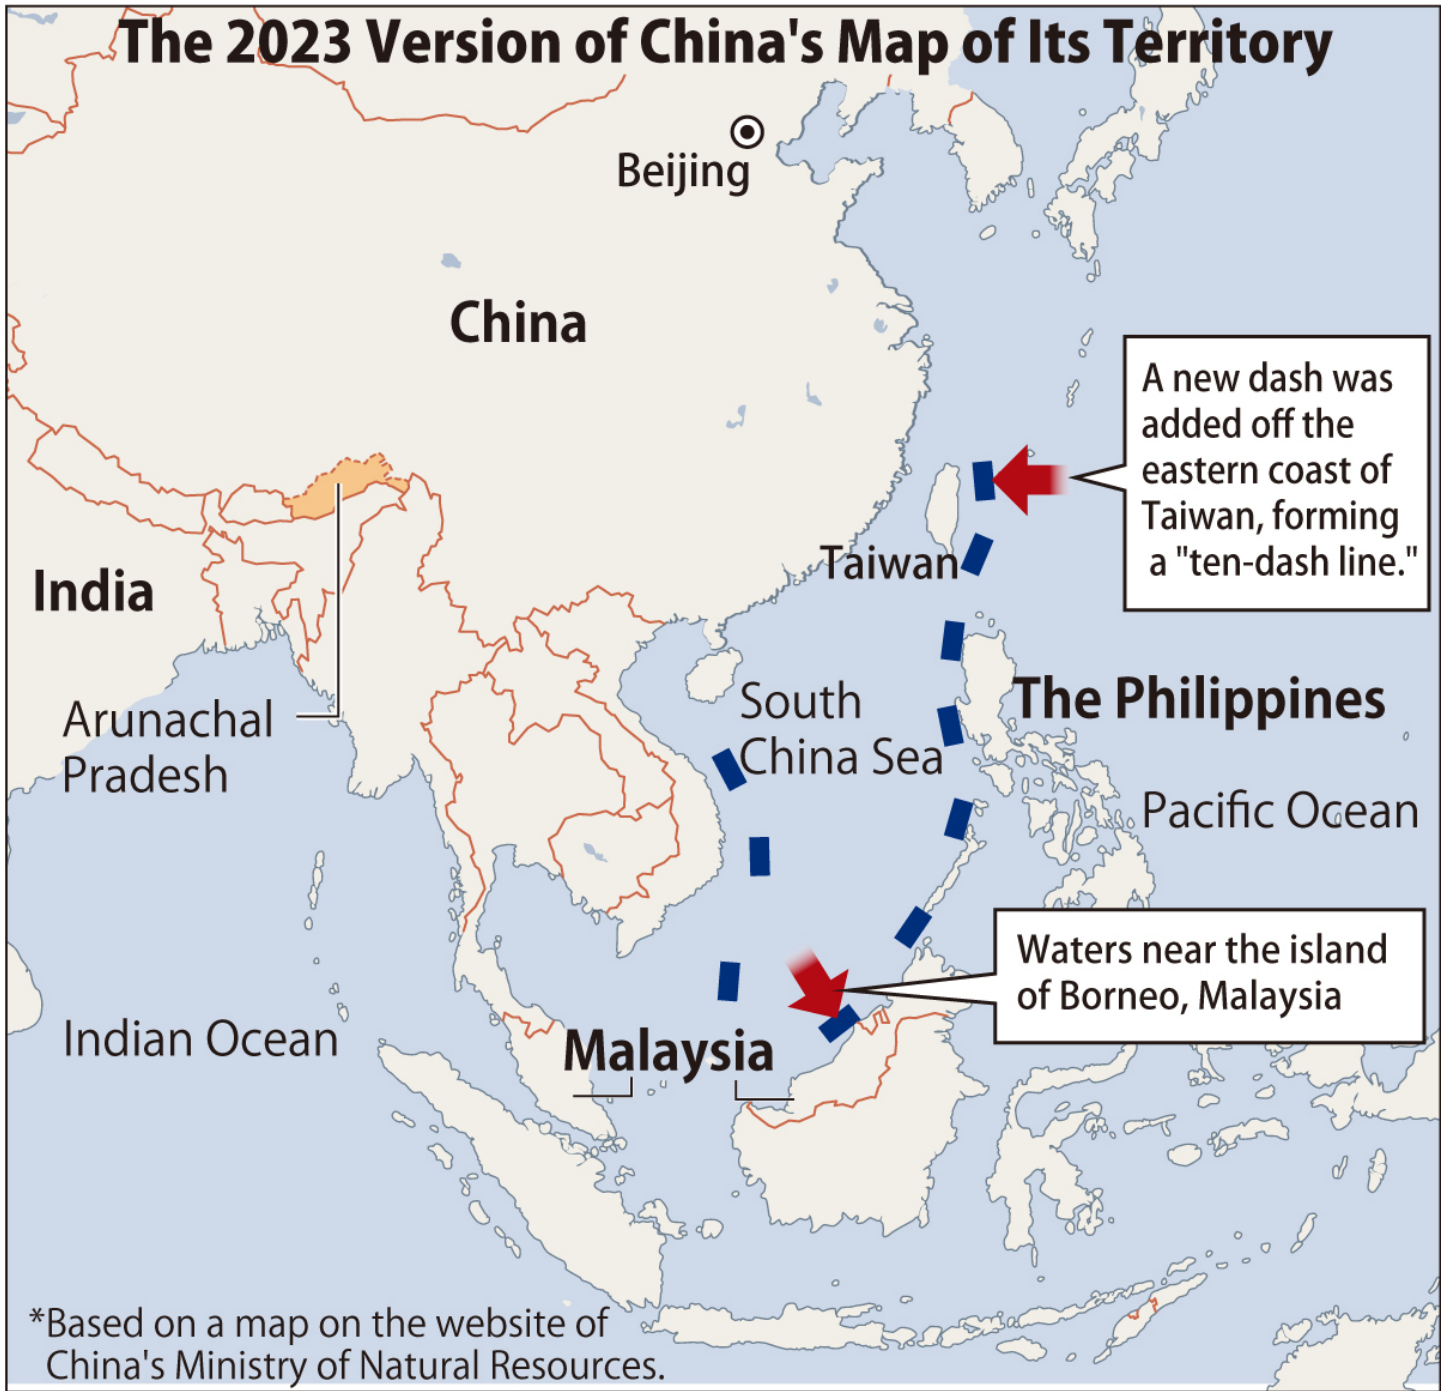 The 2023 Version of China's Map of Its Territory
Beijing
China
A new dash was
added off the
eastern coast of
Taiwan, forming
a "ten-dash line."
Taiwan
India
Arunachal
Pradesh
South
China Sea
The Philippines
Pacific Ocean
Waters near the island
of Borneo, Malaysia
Indian Ocean
Malaysia
*Based on a map on the website of
China's Ministry of Natural Resources.